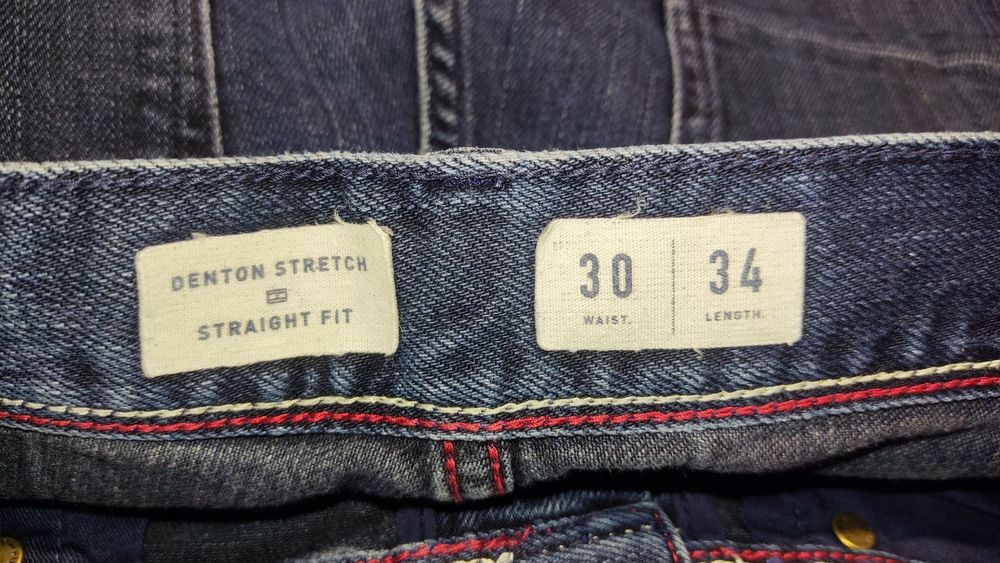 DENTON STRETCH
STRAIGHT FIT
30 34
WAIST. LENGTH.